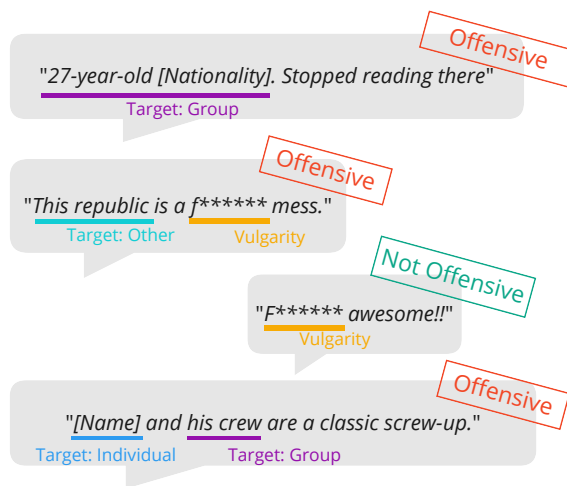 Offensive
"27-year-old [Nationality]. Stopped reading there"
Target: Group
Offensive
"This republic is a f****** mess."
Target: Other Vulgarity
Not Offensive
"F****** awesome!!"
Vulgarity
Offensive
"[Name] and his crew are a classic screw-up."
Target: Individual Target: Group